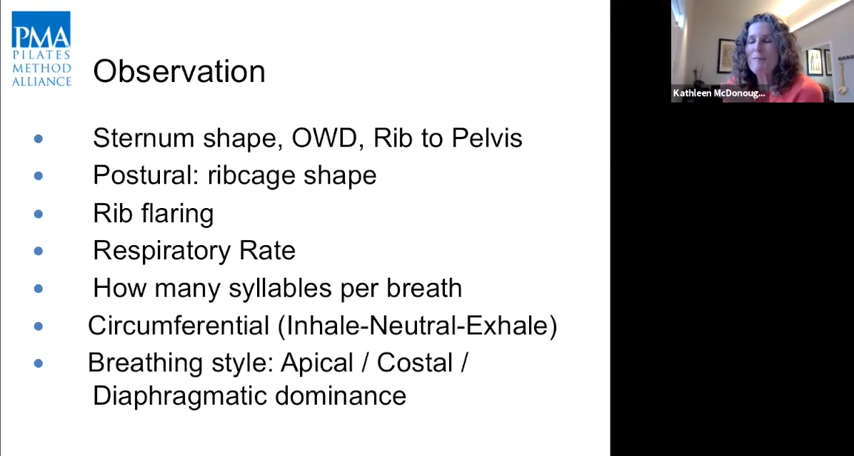 PMA
PILATES
METHOD
ALLIANCE
Observation
Sternum shape, OWD, Rib to Pelvis
Postural: ribcage shape
Rib flaring
Respiratory Rate
How many syllables per breath
Circumferential (Inhale-Neutral-Exhale)
Breathing style: Apical / Costal /
Diaphragmatic dominance
Kathleen McDonoug...